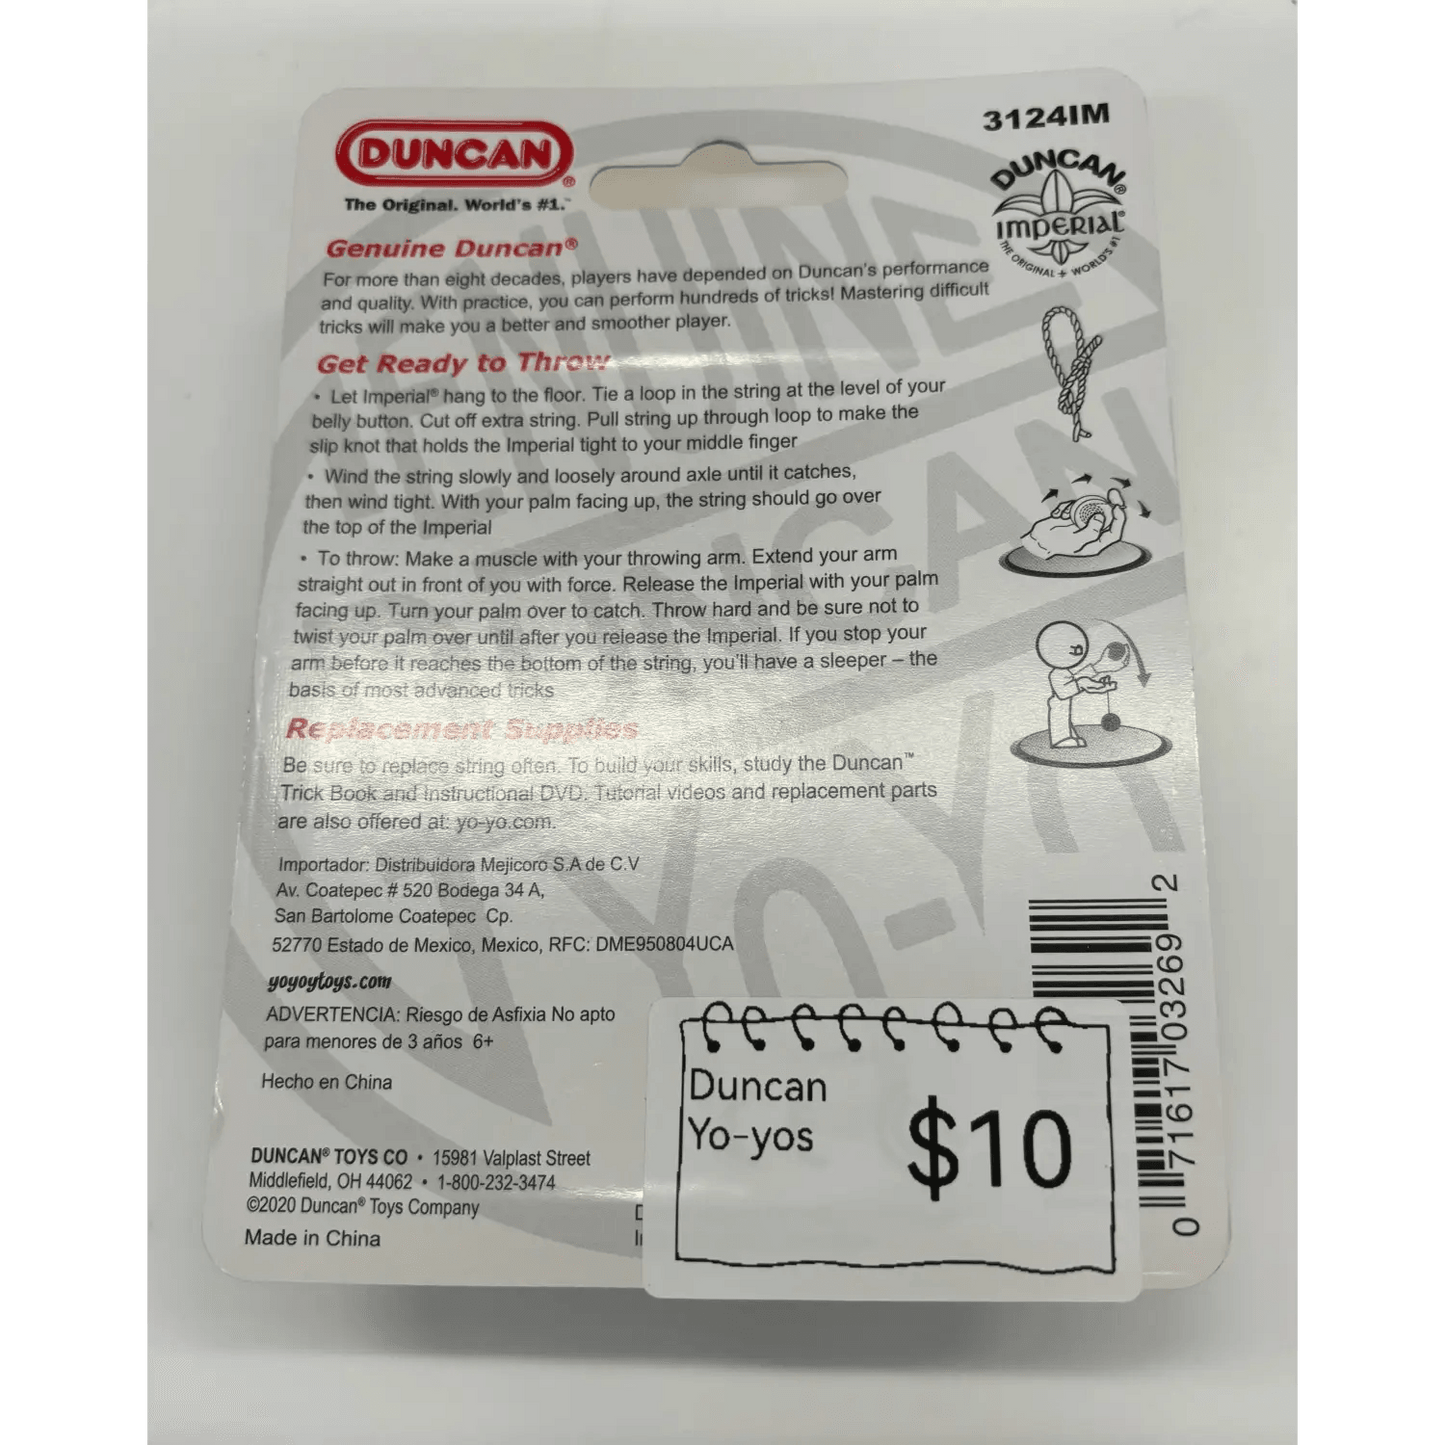 DUNCAN®
The Original. World's #1.™
3124IM
DUNCAN®
IMPERIAL®
THE ORIGINAL + WORLD'S #1
GENUINE
DUNCAN
YO-YO
Genuine Duncan®
For more than eight decades, players have depended on Duncan's performance
and quality. With practice, you can perform hundreds of tricks! Mastering difficult
tricks will make you a better and smoother player.
Get Ready to Throw
• Let Imperial® hang to the floor. Tie a loop in the string at the level of your
belly button. Cut off extra string. Pull string up through loop to make the
slip knot that holds the Imperial tight to your middle finger
• Wind the string slowly and loosely around axle until it catches,
then wind tight. With your palm facing up, the string should go over
the top of the Imperial
• To throw: Make a muscle with your throwing arm. Extend your arm
straight out in front of you with force. Release the Imperial with your palm
facing up. Turn your palm over to catch. Throw hard and be sure not to
twist your palm over until after you release the Imperial. If you stop your
arm before it reaches the bottom of the string, you'll have a sleeper – the
basis of most advanced tricks
Replacement Supplies
Be sure to replace string often. To build your skills, study the Duncan™
Trick Book and Instructional DVD. Tutorial videos and replacement parts
are also offered at: yo-yo.com.
Importador: Distribuidora Mejicoro S.A de C.V
Av. Coatepec # 520 Bodega 34 A,
San Bartolome Coatepec Cp.
52770 Estado de Mexico, Mexico, RFC: DME950804UCA
yoyoytoys.com
ADVERTENCIA: Riesgo de Asfixia No apto
para menores de 3 años 6+
Hecho en China
DUNCAN® TOYS CO • 15981 Valplast Street
Middlefield, OH 44062 • 1-800-232-3474
©2020 Duncan® Toys Company
Made in China
Duncan
Yo-yos
$10
0 71617 03269 2